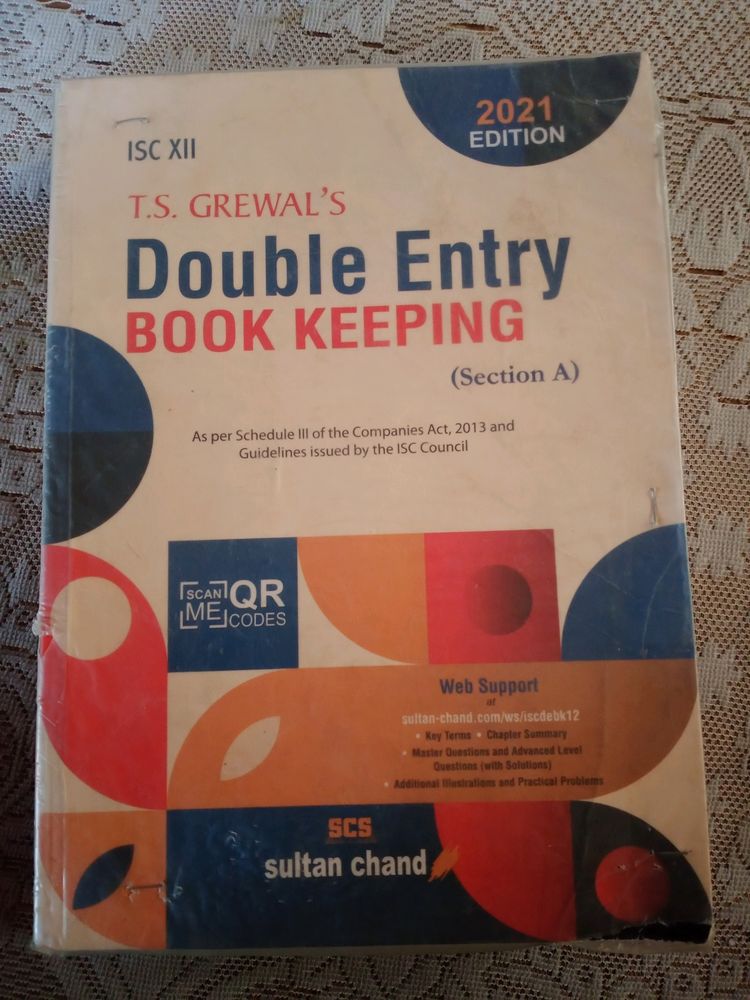 2021
EDITION
ISC XII
T.S. GREWAL'S
Double Entry
BOOK KEEPING
(Section A)
As per Schedule III of the Companies Act, 2013 and
Guidelines issued by the ISC Council
SCAN
ME
QR
CODES
Web Support
at
sultan-chand.com/ws/iscdebk12
• Key Terms • Chapter Summary
• Master Questions and Advanced Level
Questions (with Solutions)
• Additional Illustrations and Practical Problems
SCS
sultan chand